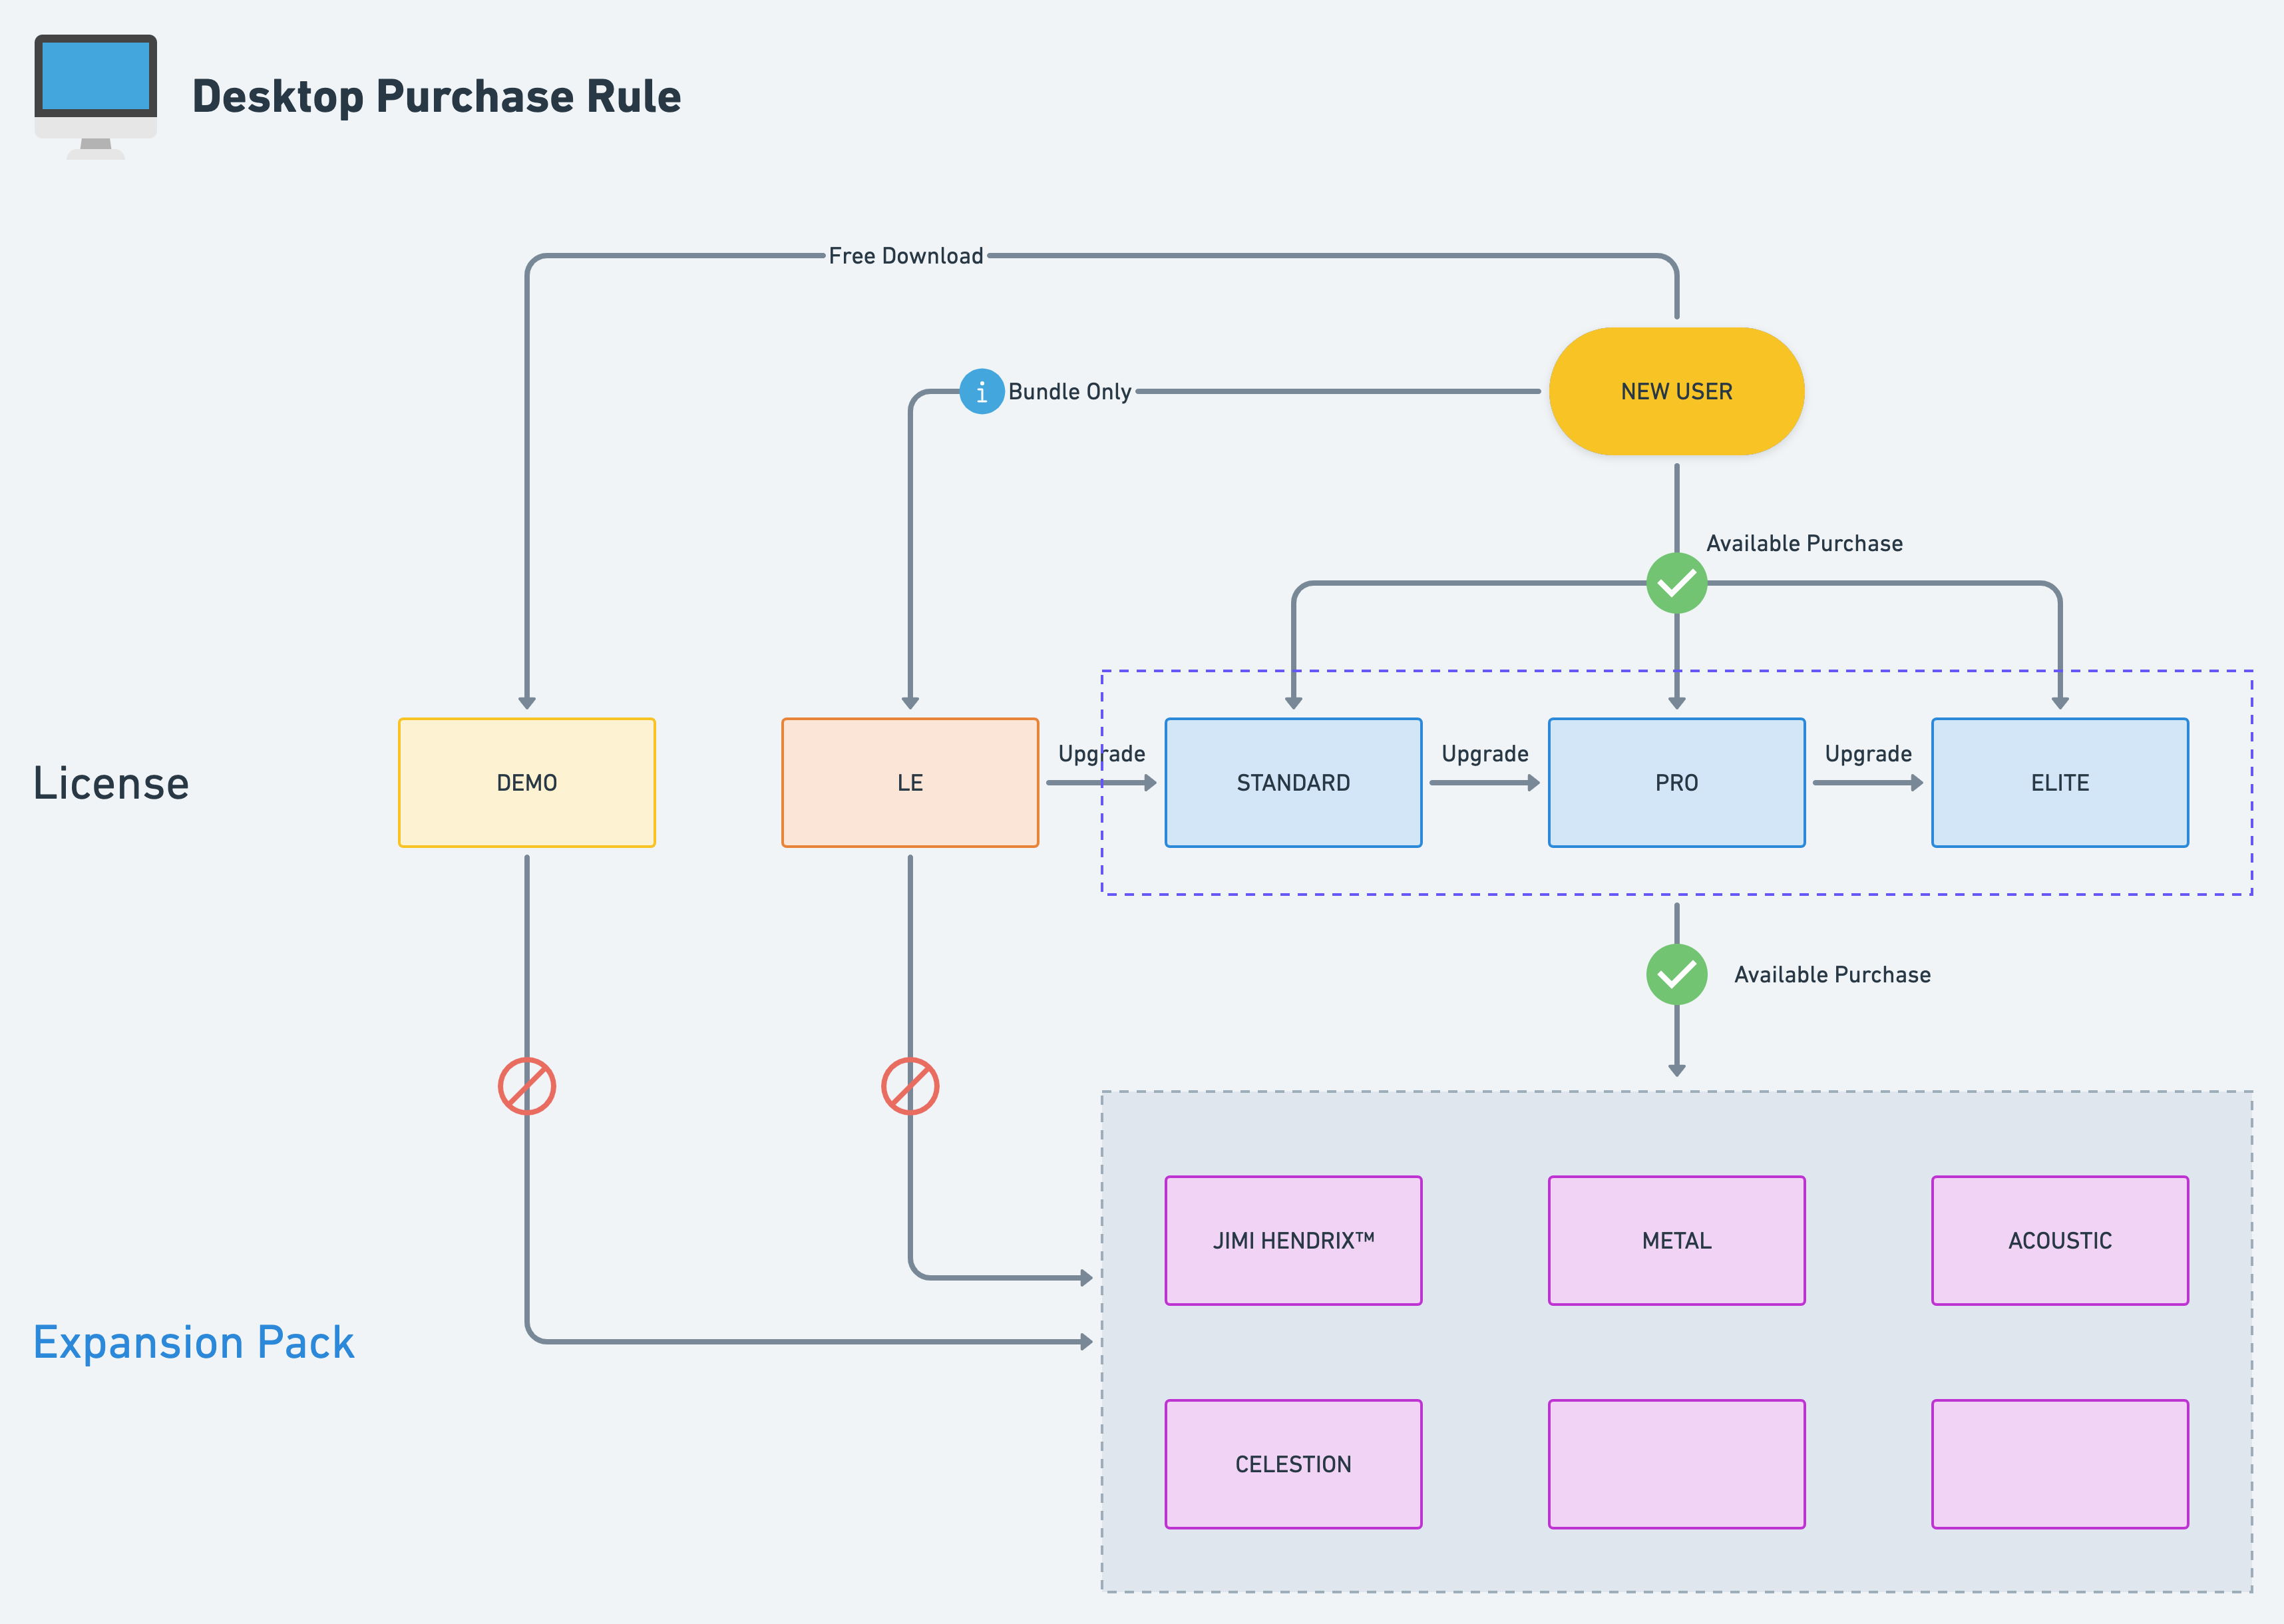 Desktop Purchase Rule
Free Download
i
Bundle Only
NEW USER
Available Purchase
License
DEMO
LE
Upgrade
STANDARD
Upgrade
PRO
Upgrade
ELITE
Available Purchase
Expansion Pack
JIMI HENDRIX™
METAL
ACOUSTIC
CELESTION